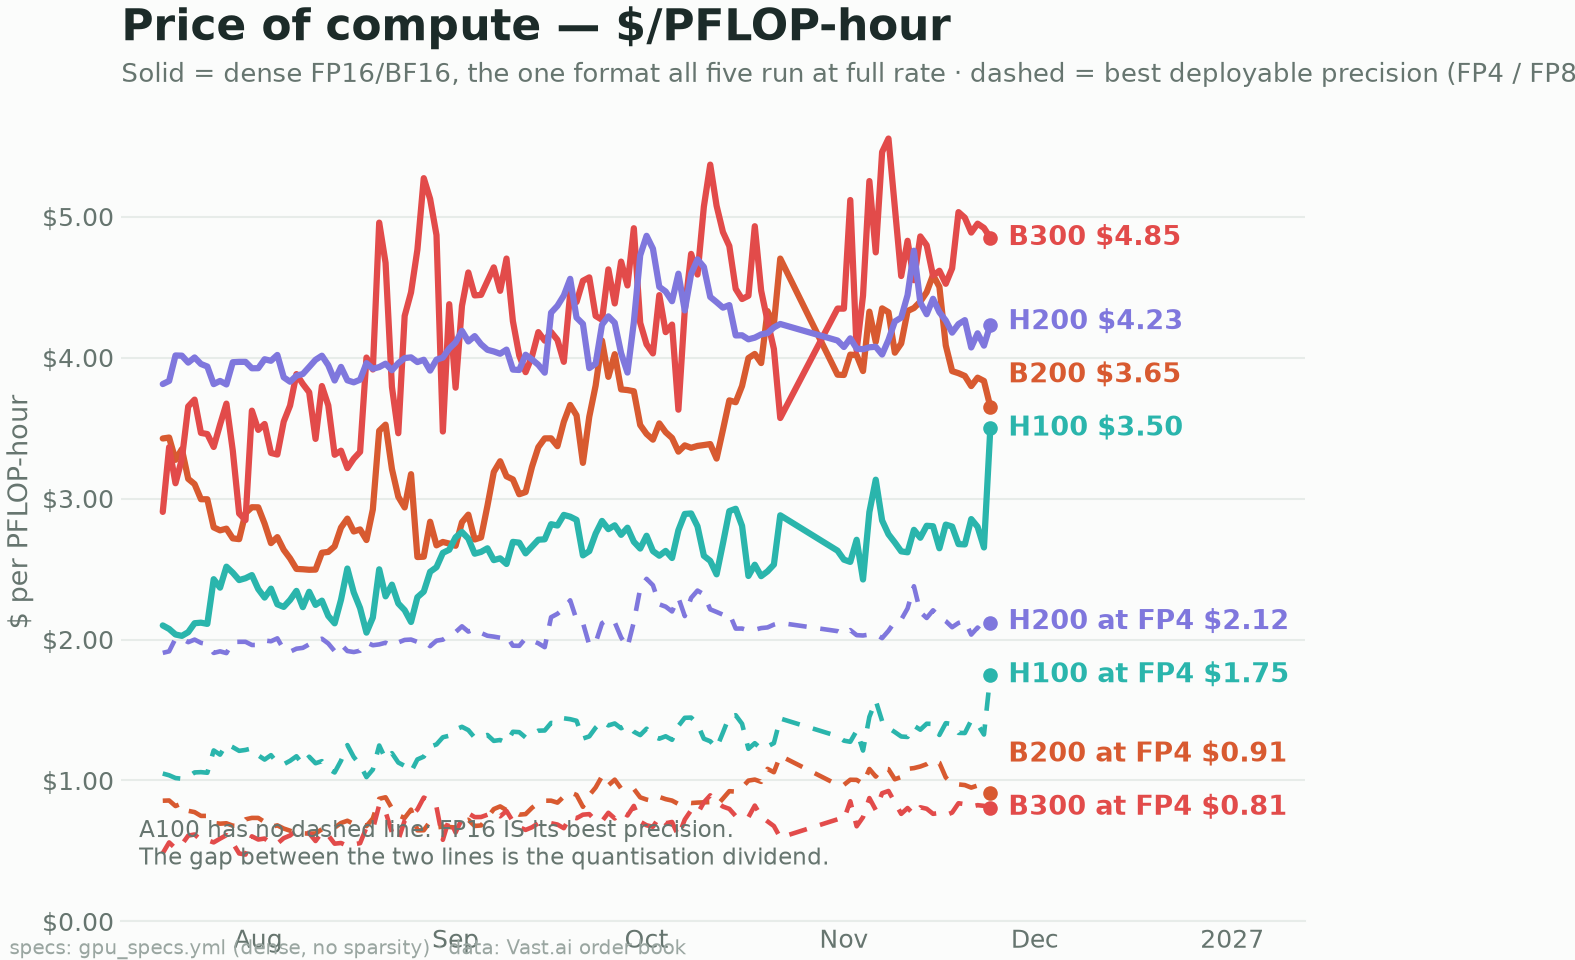 Price of compute — $/PFLOP-hour
Solid = dense FP16/BF16, the one format all five run at full rate · dashed = best deployable precision (FP4 / FP8
$ per PFLOP-hour
$5.00
$4.00
$3.00
$2.00
$1.00
$0.00
B300 $4.85
H200 $4.23
B200 $3.65
H100 $3.50
H200 at FP4 $2.12
H100 at FP4 $1.75
B200 at FP4 $0.91
B300 at FP4 $0.81
A100 has no dashed line: FP16 IS its best precision.
The gap between the two lines is the quantisation dividend.
Aug Sep Oct Nov Dec 2027
specs: gpu_specs.yml (dense, no sparsity) · data: Vast.ai order book